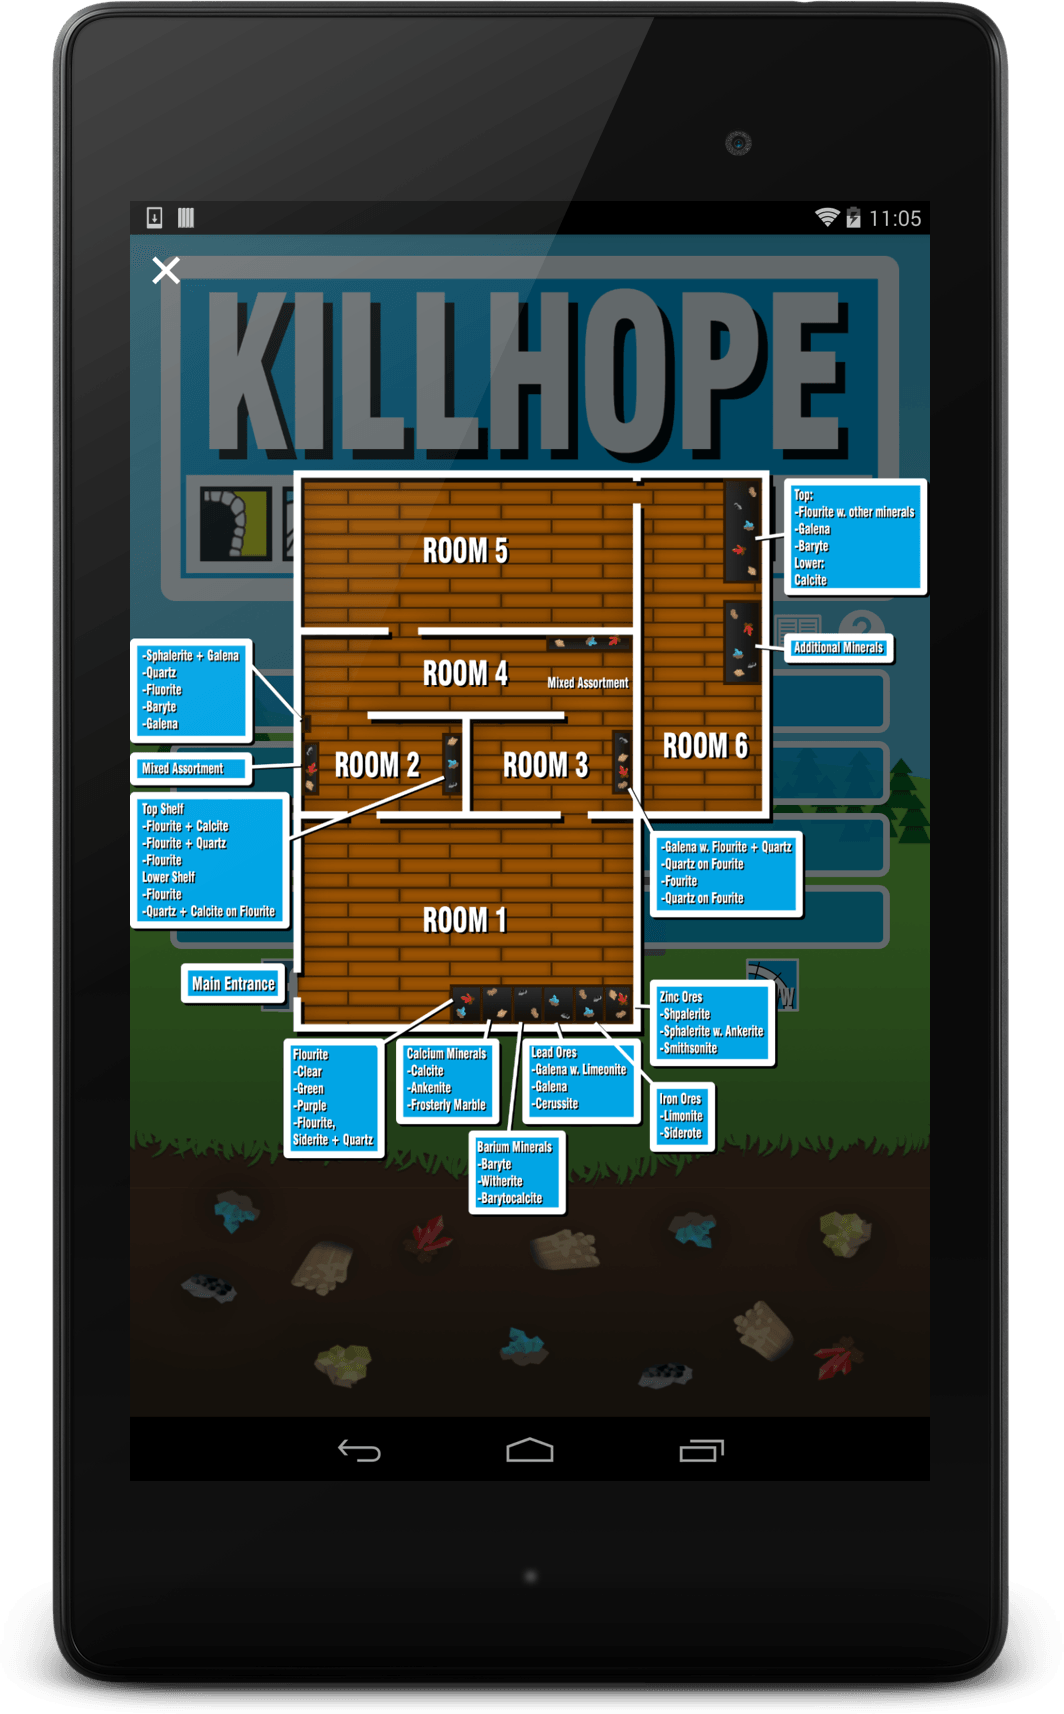 11:05
KILLHOPE
ROOM 5
Top:
-Flourite w. other minerals
-Galena
-Baryte
Lower:
Calcite
?
Additional Minerals
-Sphalerite + Galena
-Quartz
-Fluorite
-Baryte
-Galena
ROOM 4
Mixed Assortment
ROOM 6
Mixed Assortment
ROOM 2
ROOM 3
Top Shelf
-Flourite + Calcite
-Flourite + Quartz
-Flourite
Lower Shelf
-Flourite
-Quartz + Calcite on Flourite
-Galena w. Flourite + Quartz
-Quartz on Fourite
-Fourite
-Quartz on Fourite
ROOM 1
Main Entrance
Zinc Ores
-Shpalerite
-Sphalerite w. Ankerite
-Smithsonite
Flourite
-Clear
-Green
-Purple
-Flourite,
Siderite + Quartz
Calcium Minerals
-Calcite
-Ankenite
-Frosterly Marble
Lead Ores
-Galena w. Limeonite
-Galena
-Cerussite
Iron Ores
-Limonite
-Siderote
Barium Minerals
-Baryte
-Witherite
-Barytocalcite